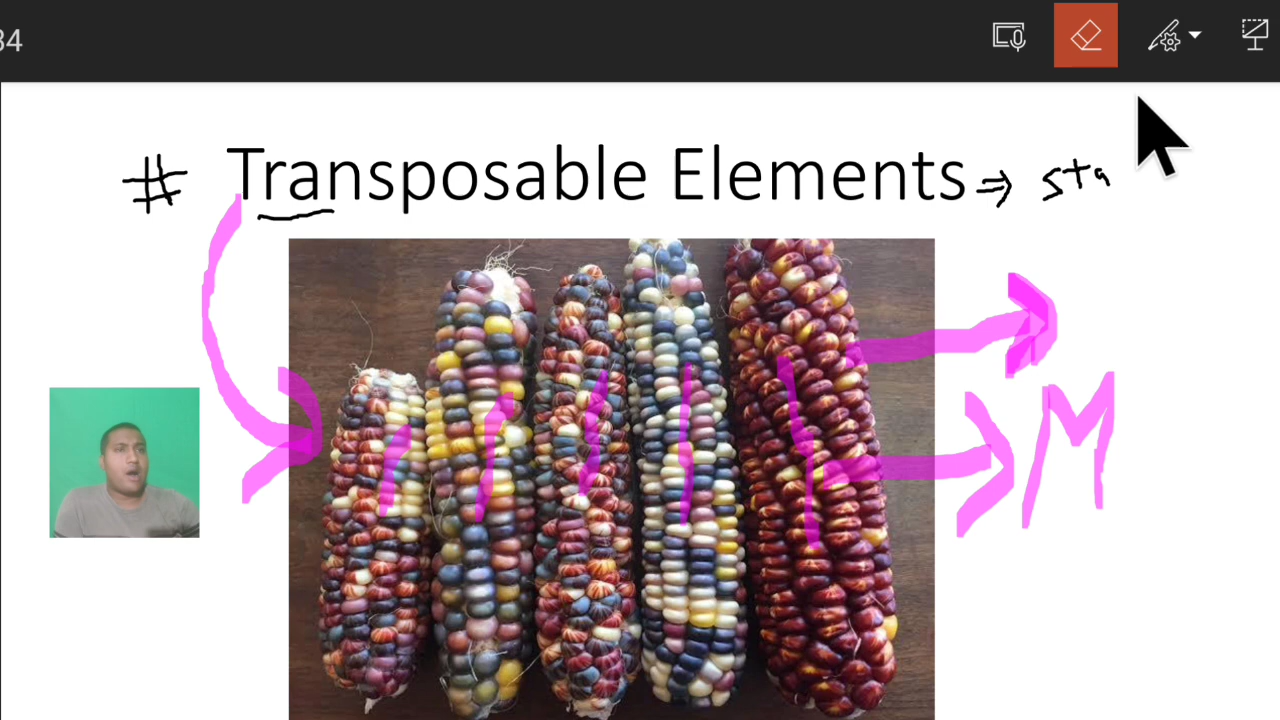 34
# Transposable Elements ⇒ sta
M